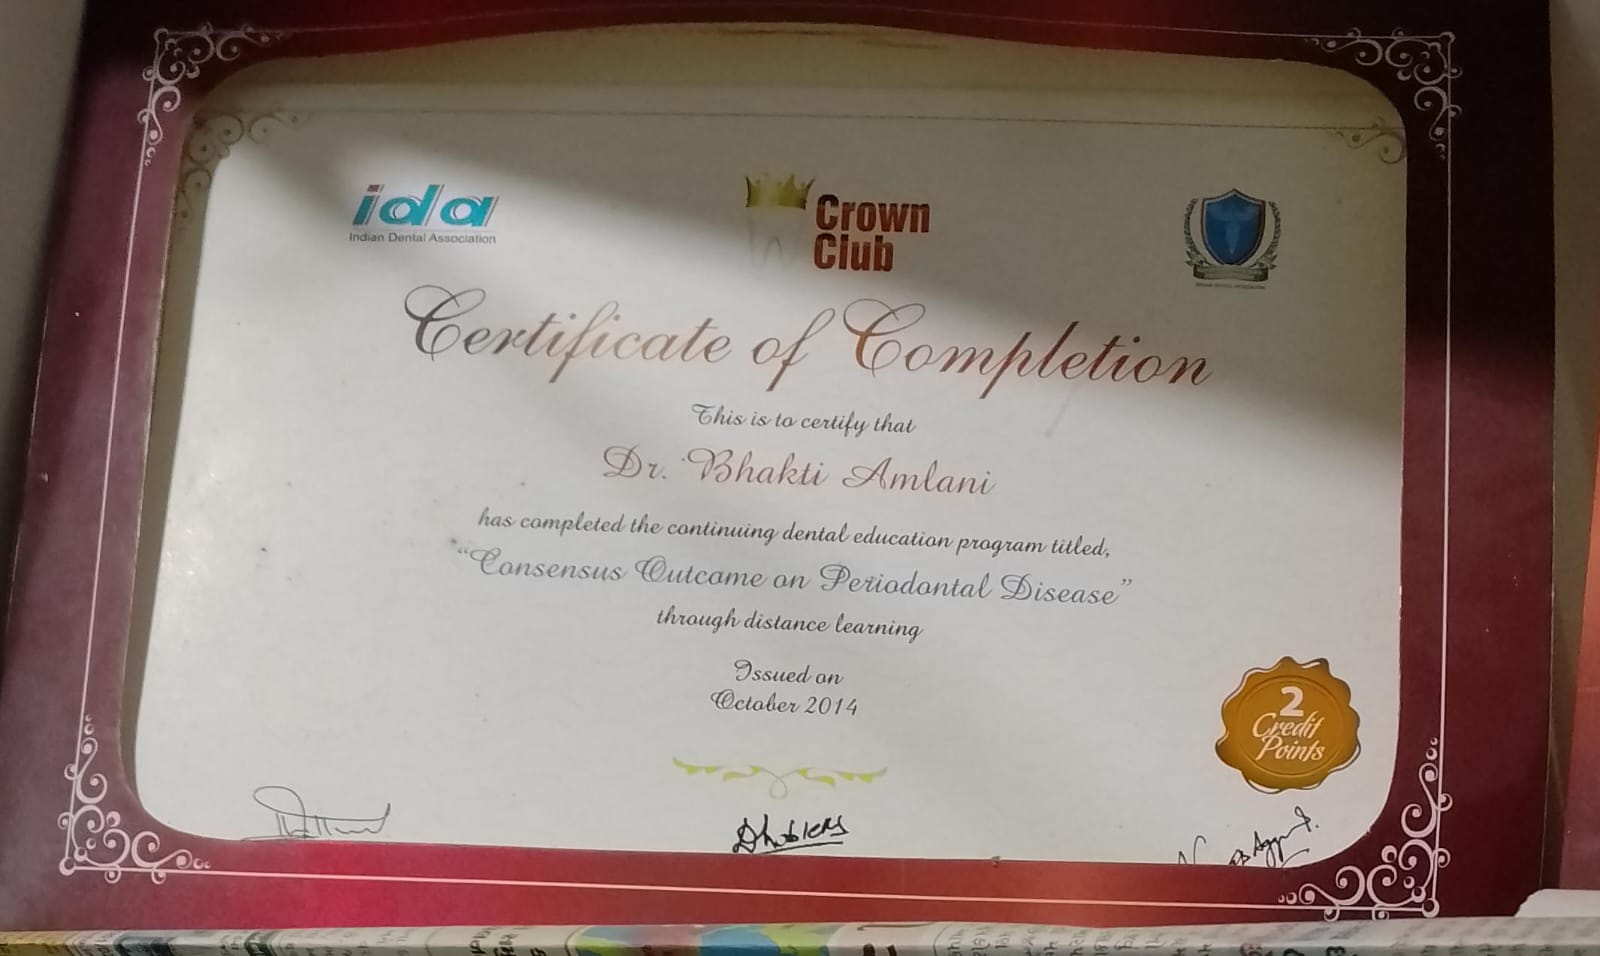 ida
Indian Dental Association
Crown
Club
Certificate of Completion
This is to certify that
Dr. Bhakti Amlani
has completed the continuing dental education program titled,
“Consensus Outcome on Periodontal Disease”
through distance learning
Issued on
October 2014
2
Credit
Points